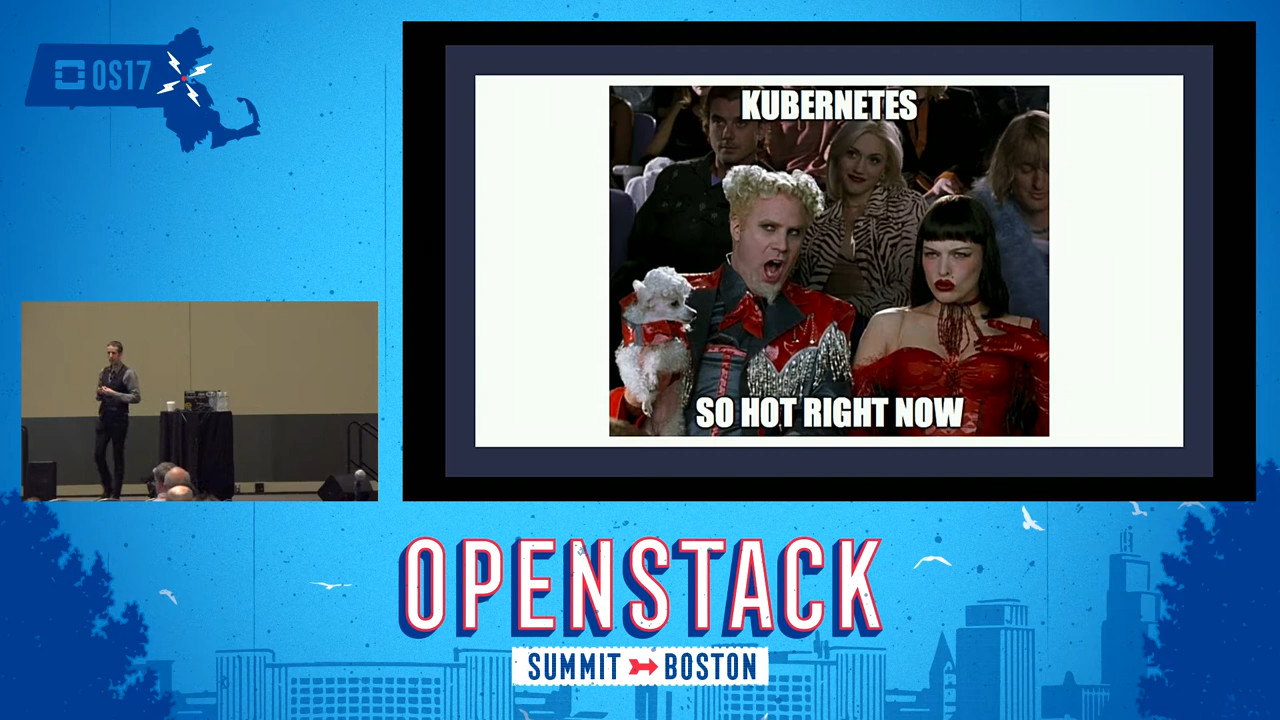 OS17
KUBERNETES
SO HOT RIGHT NOW
OPENSTACK
SUMMIT BOSTON